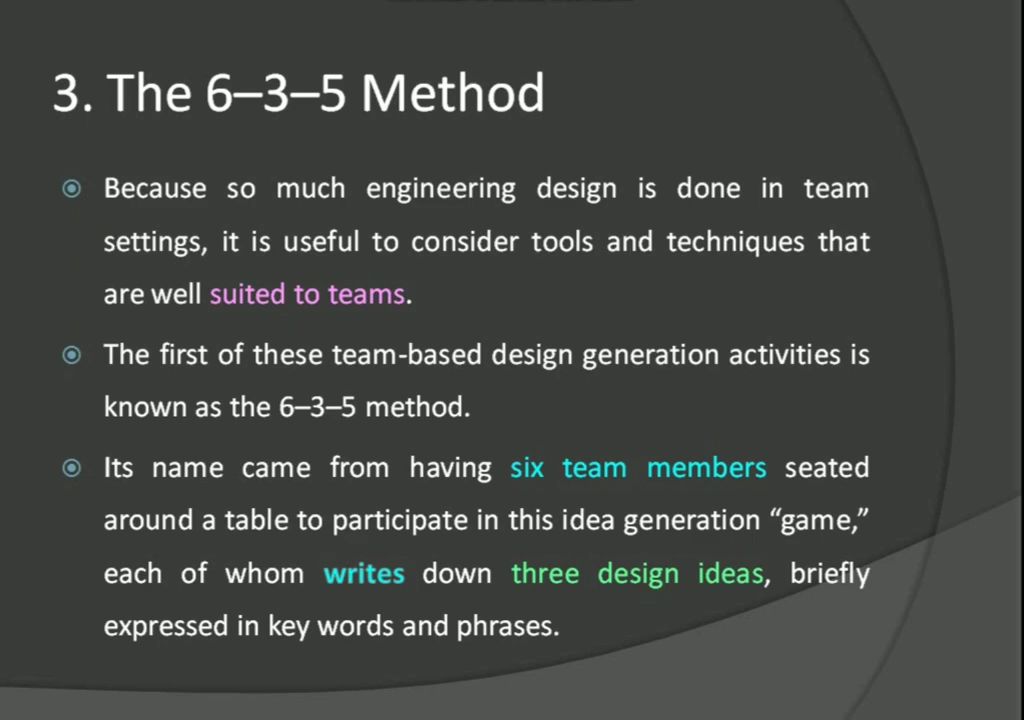 3. The 6–3–5 Method
Because so much engineering design is done in team
settings, it is useful to consider tools and techniques that
are well suited to teams.
The first of these team-based design generation activities is
known as the 6–3–5 method.
Its name came from having six team members seated
around a table to participate in this idea generation “game,”
each of whom writes down three design ideas, briefly
expressed in key words and phrases.